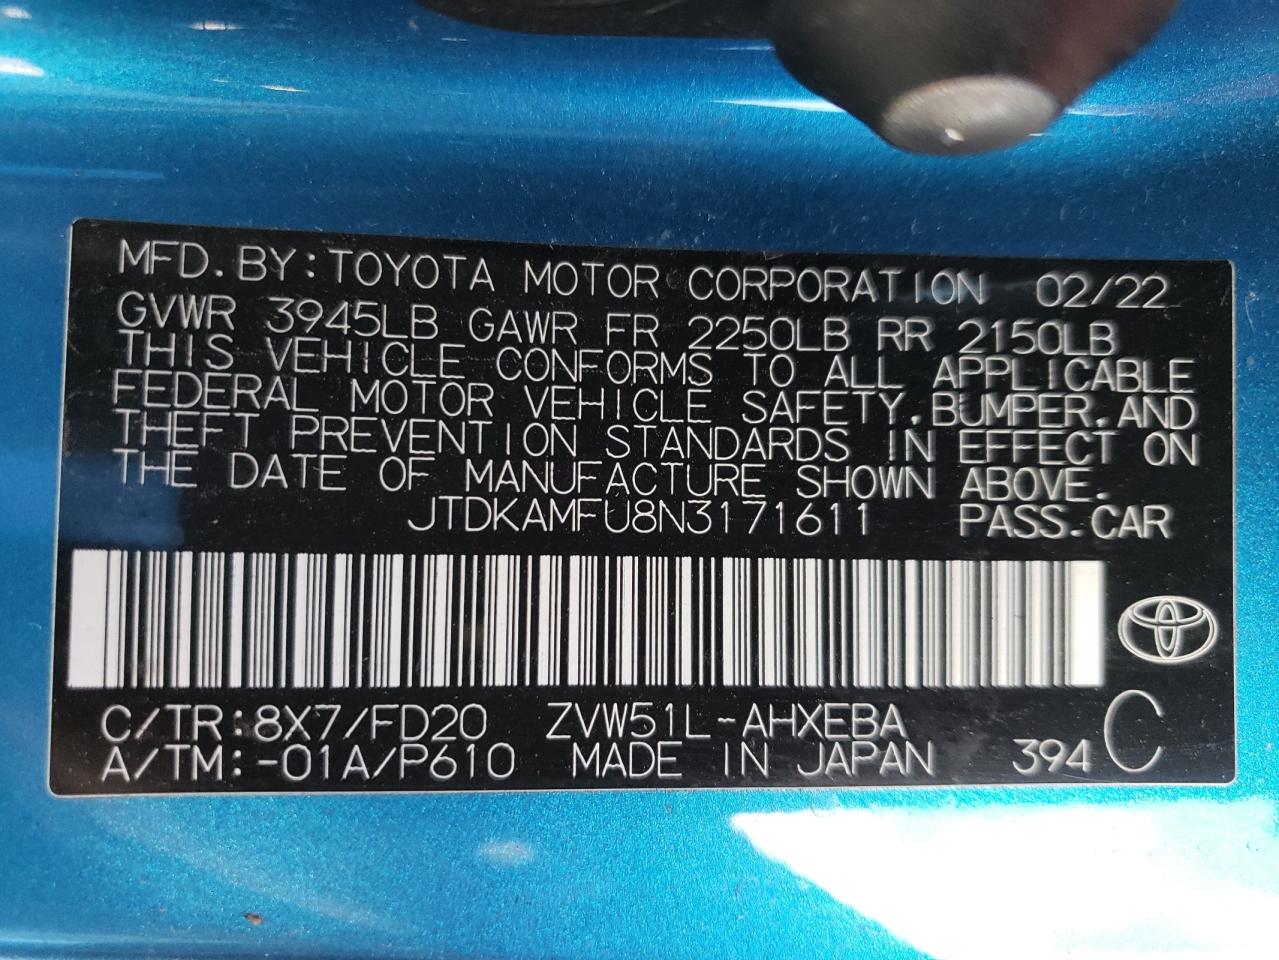 MFD.BY:TOYOTA MOTOR CORPORATION 02/22
GVWR 3945LB GAWR FR 2250LB RR 2150LB
THIS VEHICLE CONFORMS TO ALL APPLICABLE
FEDERAL MOTOR VEHICLE SAFETY,BUMPER,AND
THEFT PREVENTION STANDARDS IN EFFECT ON
THE DATE OF MANUFACTURE SHOWN ABOVE.
JTDKAMFU8N3171611 PASS.CAR
C/TR:8X7/FD20 ZVW51L-AHXEBA
A/TM:-01A/P610 MADE IN JAPAN 394 C